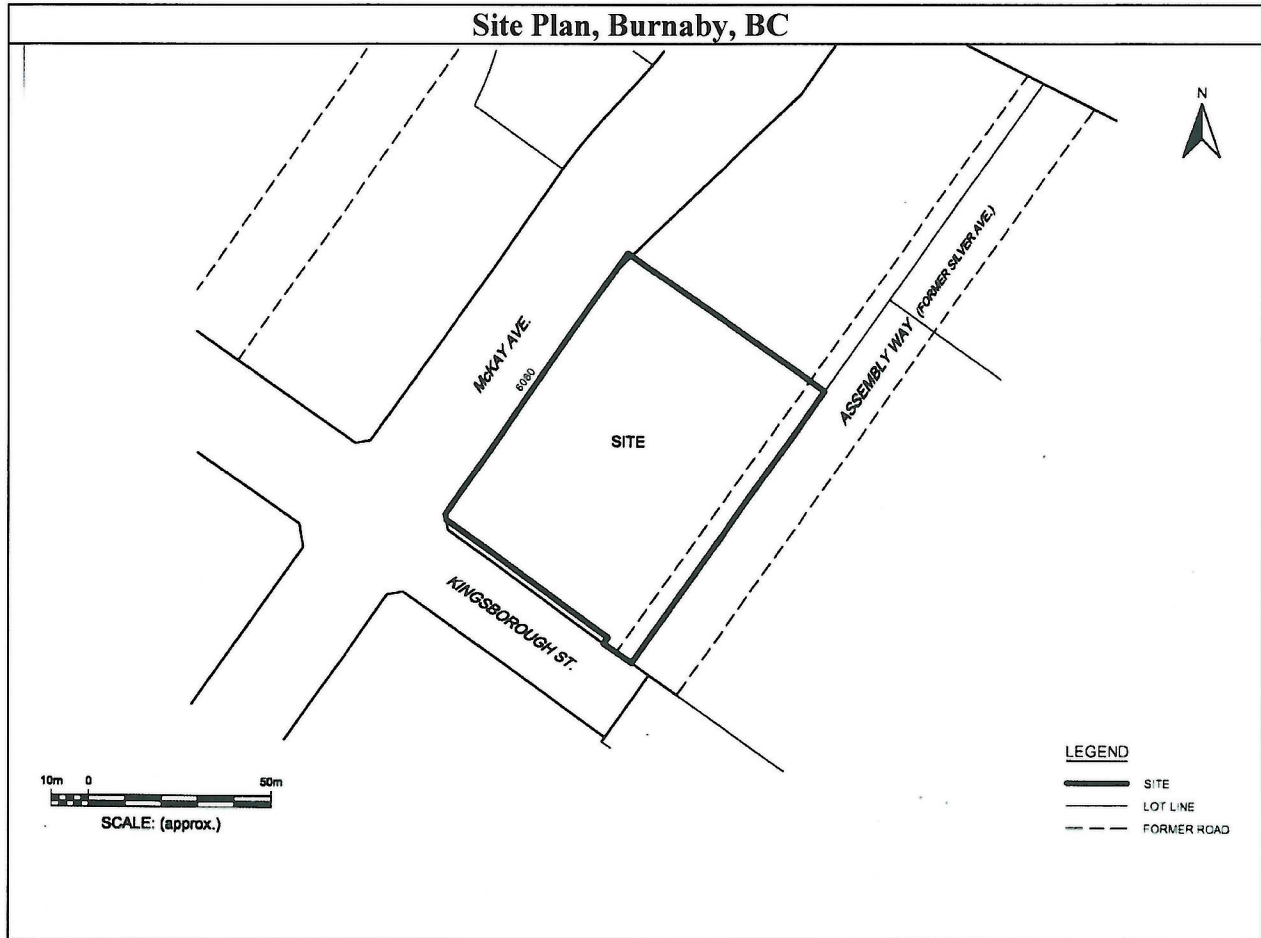 Site Plan, Burnaby, BC
N
McKAY AVE.
6080
SITE
ASSEMBLY WAY (FORMER SILVER AVE.)
KINGSBOROUGH ST.
10m 0 50m
SCALE: (approx.)
LEGEND
SITE
LOT LINE
FORMER ROAD